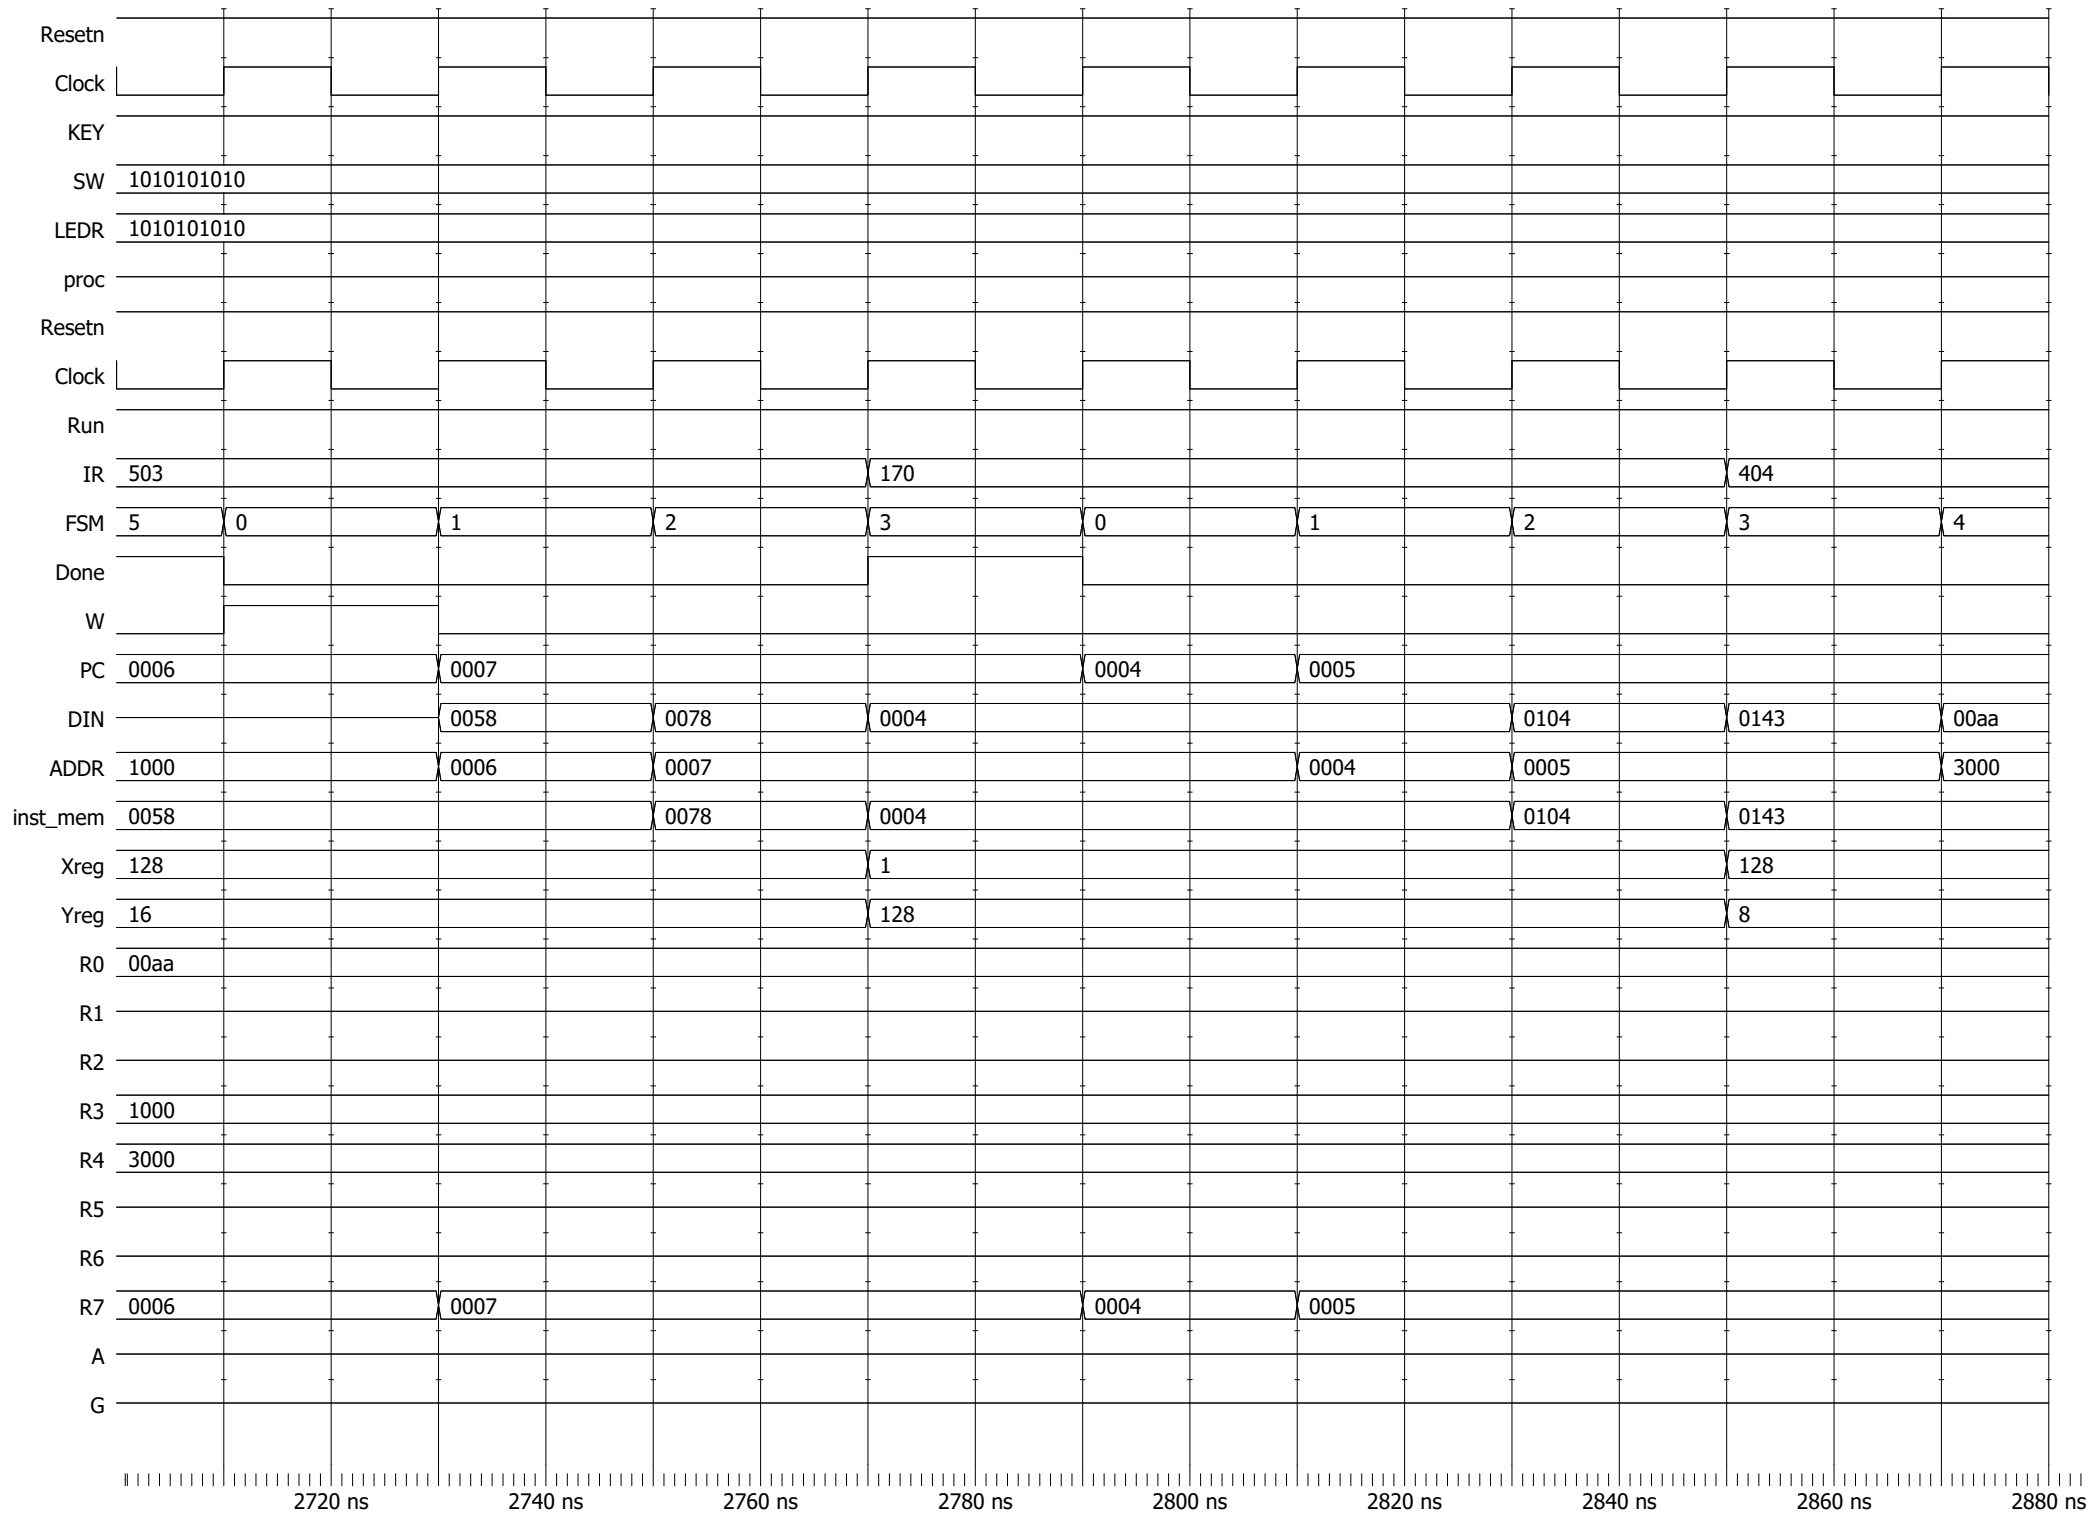 Resetn
Clock
KEY
SW 1010101010
LEDR 1010101010
proc
Resetn
Clock
Run
IR 503 170 404
FSM 5 0 1 2 3 0 1 2 3 4
Done
W
PC 0006 0007 0004 0005
DIN 0058 0078 0004 0104 0143 00aa
ADDR 1000 0006 0007 0004 0005 3000
inst_mem 0058 0078 0004 0104 0143
Xreg 128 1 128
Yreg 16 128 8
R0 00aa
R1
R2
R3 1000
R4 3000
R5
R6
R7 0006 0007 0004 0005
A
G
2720 ns 2740 ns 2760 ns 2780 ns 2800 ns 2820 ns 2840 ns 2860 ns 2880 ns